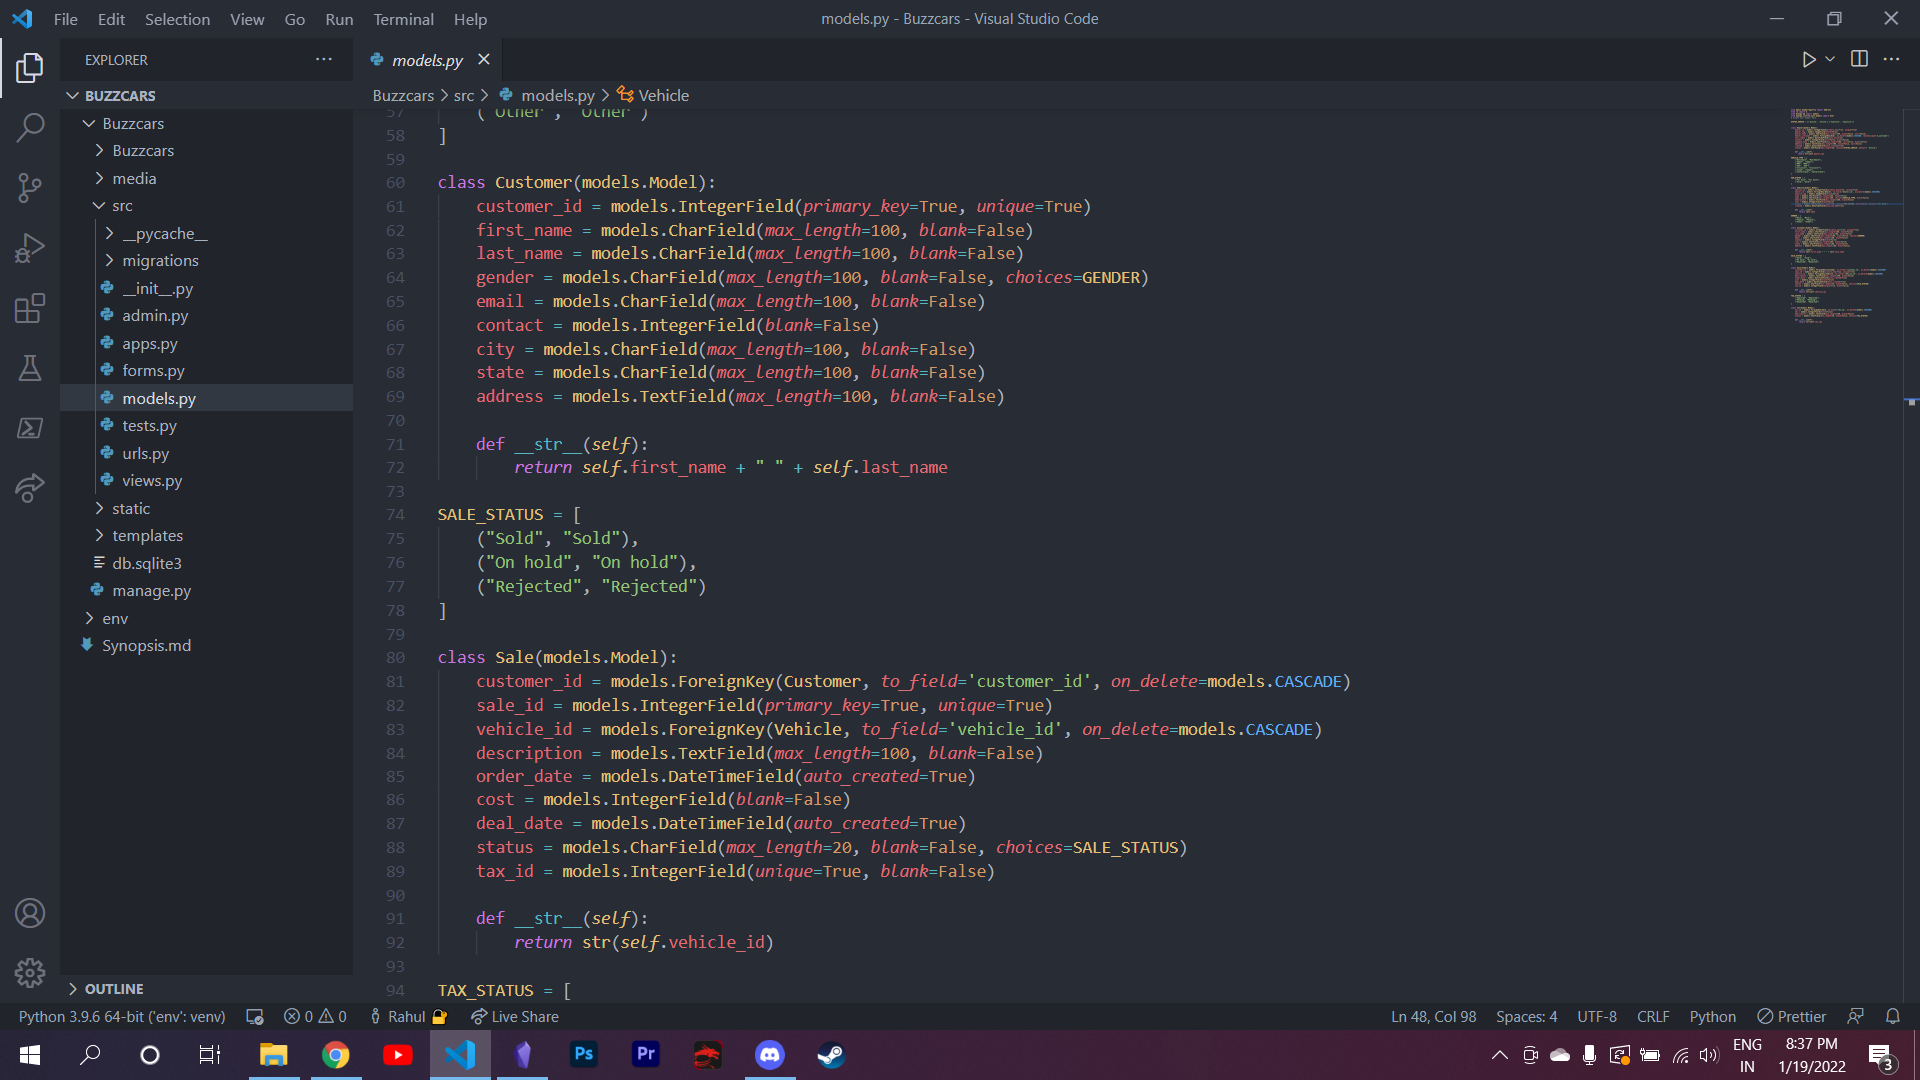 File Edit Selection View Go Run Terminal Help
models.py - Buzzcars - Visual Studio Code
EXPLORER
models.py
BUZZCARS
Buzzcars > src > models.py > Vehicle
Buzzcars
Buzzcars
media
src
__pycache__
migrations
__init__.py
admin.py
apps.py
forms.py
models.py
tests.py
urls.py
views.py
static
templates
db.sqlite3
manage.py
env
Synopsis.md
OUTLINE
57 ("Other", "Other")
58 ]
59
60 class Customer(models.Model):
61 customer_id = models.IntegerField(primary_key=True, unique=True)
62 first_name = models.CharField(max_length=100, blank=False)
63 last_name = models.CharField(max_length=100, blank=False)
64 gender = models.CharField(max_length=100, blank=False, choices=GENDER)
65 email = models.CharField(max_length=100, blank=False)
66 contact = models.IntegerField(blank=False)
67 city = models.CharField(max_length=100, blank=False)
68 state = models.CharField(max_length=100, blank=False)
69 address = models.TextField(max_length=100, blank=False)
70
71 def __str__(self):
72 return self.first_name + " " + self.last_name
73
74 SALE_STATUS = [
75 ("Sold", "Sold"),
76 ("On hold", "On hold"),
77 ("Rejected", "Rejected")
78 ]
79
80 class Sale(models.Model):
81 customer_id = models.ForeignKey(Customer, to_field='customer_id', on_delete=models.CASCADE)
82 sale_id = models.IntegerField(primary_key=True, unique=True)
83 vehicle_id = models.ForeignKey(Vehicle, to_field='vehicle_id', on_delete=models.CASCADE)
84 description = models.TextField(max_length=100, blank=False)
85 order_date = models.DateTimeField(auto_created=True)
86 cost = models.IntegerField(blank=False)
87 deal_date = models.DateTimeField(auto_created=True)
88 status = models.CharField(max_length=20, blank=False, choices=SALE_STATUS)
89 tax_id = models.IntegerField(unique=True, blank=False)
90
91 def __str__(self):
92 return str(self.vehicle_id)
93
94 TAX_STATUS = [
Python 3.9.6 64-bit ('env': venv) 0 0 Rahul Live Share
Ln 48, Col 98 Spaces: 4 UTF-8 CRLF Python Prettier
Ps Pr
ENG
IN
8:37 PM
1/19/2022
3